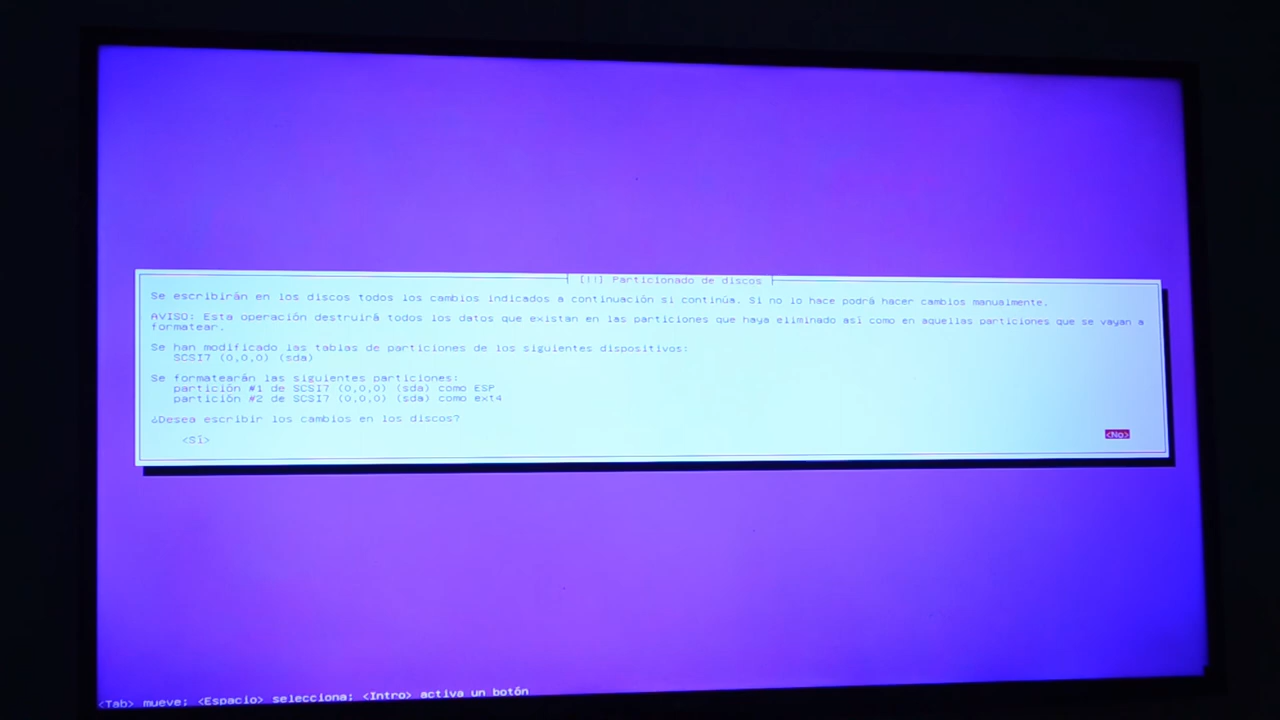 [!!] Particionado de discos
Se escribirán en los discos todos los cambios indicados a continuación si continúa. Si no lo hace podrá hacer cambios manualmente.
AVISO: Esta operación destruirá todos los datos que existan en las particiones que haya eliminado así como en aquellas particiones que se vayan a
formatear.
Se han modificado las tablas de particiones de los siguientes dispositivos:
SCSI7 (0,0,0) (sda)
Se formatearán las siguientes particiones:
partición #1 de SCSI7 (0,0,0) (sda) como ESP
partición #2 de SCSI7 (0,0,0) (sda) como ext4
¿Desea escribir los cambios en los discos?
<Sí> <No>
<Tab> mueve; <Espacio> selecciona; <Intro> activa un botón